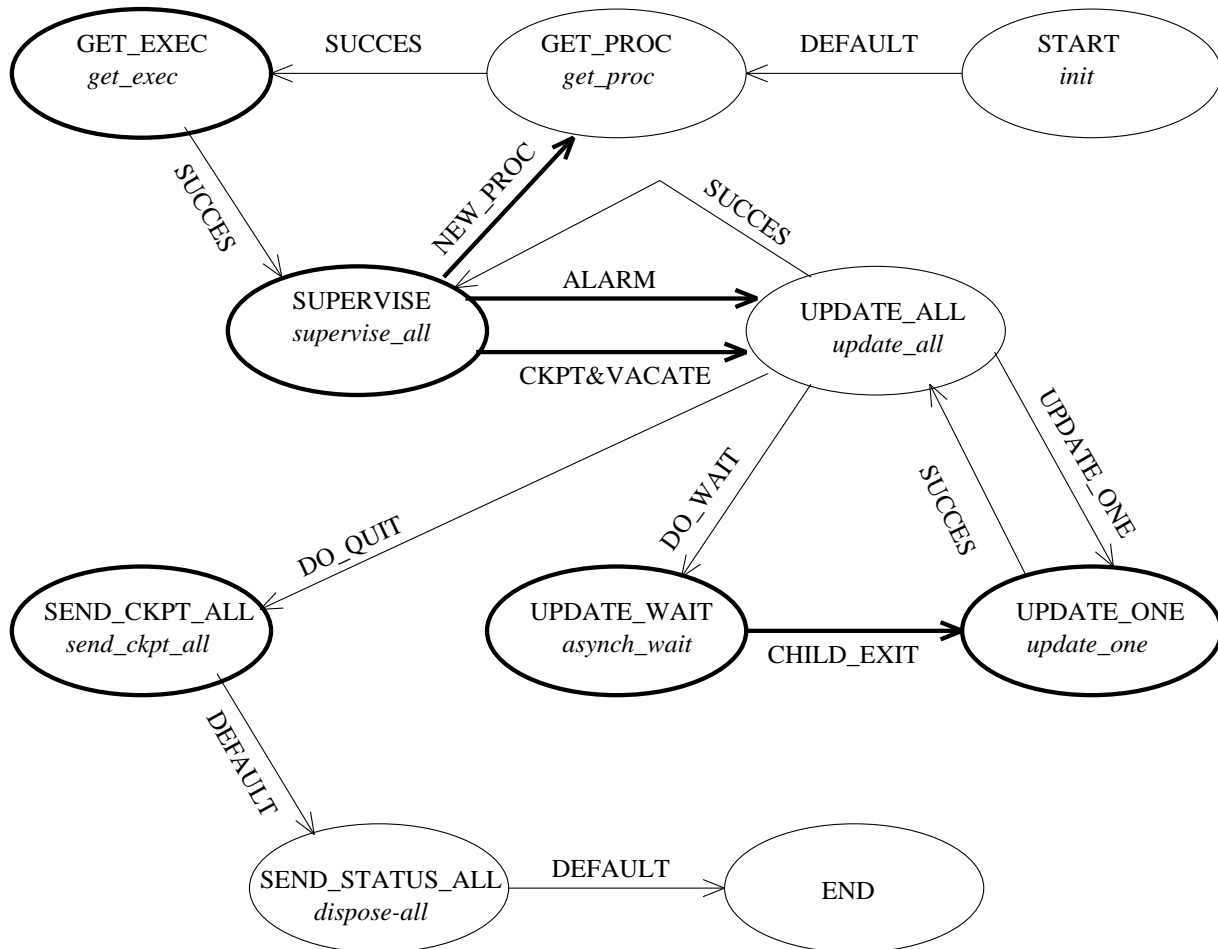 GET_EXEC
get_exec
SUCCES
GET_PROC
get_proc
DEFAULT
START
init
SUCCES
NEW_PROC
SUCCES
SUPERVISE
supervise_all
ALARM
CKPT&VACATE
UPDATE_ALL
update_all
DO_QUIT
DO_WAIT
SUCCES
UPDATE_ONE
SEND_CKPT_ALL
send_ckpt_all
UPDATE_WAIT
asynch_wait
CHILD_EXIT
UPDATE_ONE
update_one
DEFAULT
SEND_STATUS_ALL
dispose-all
DEFAULT
END